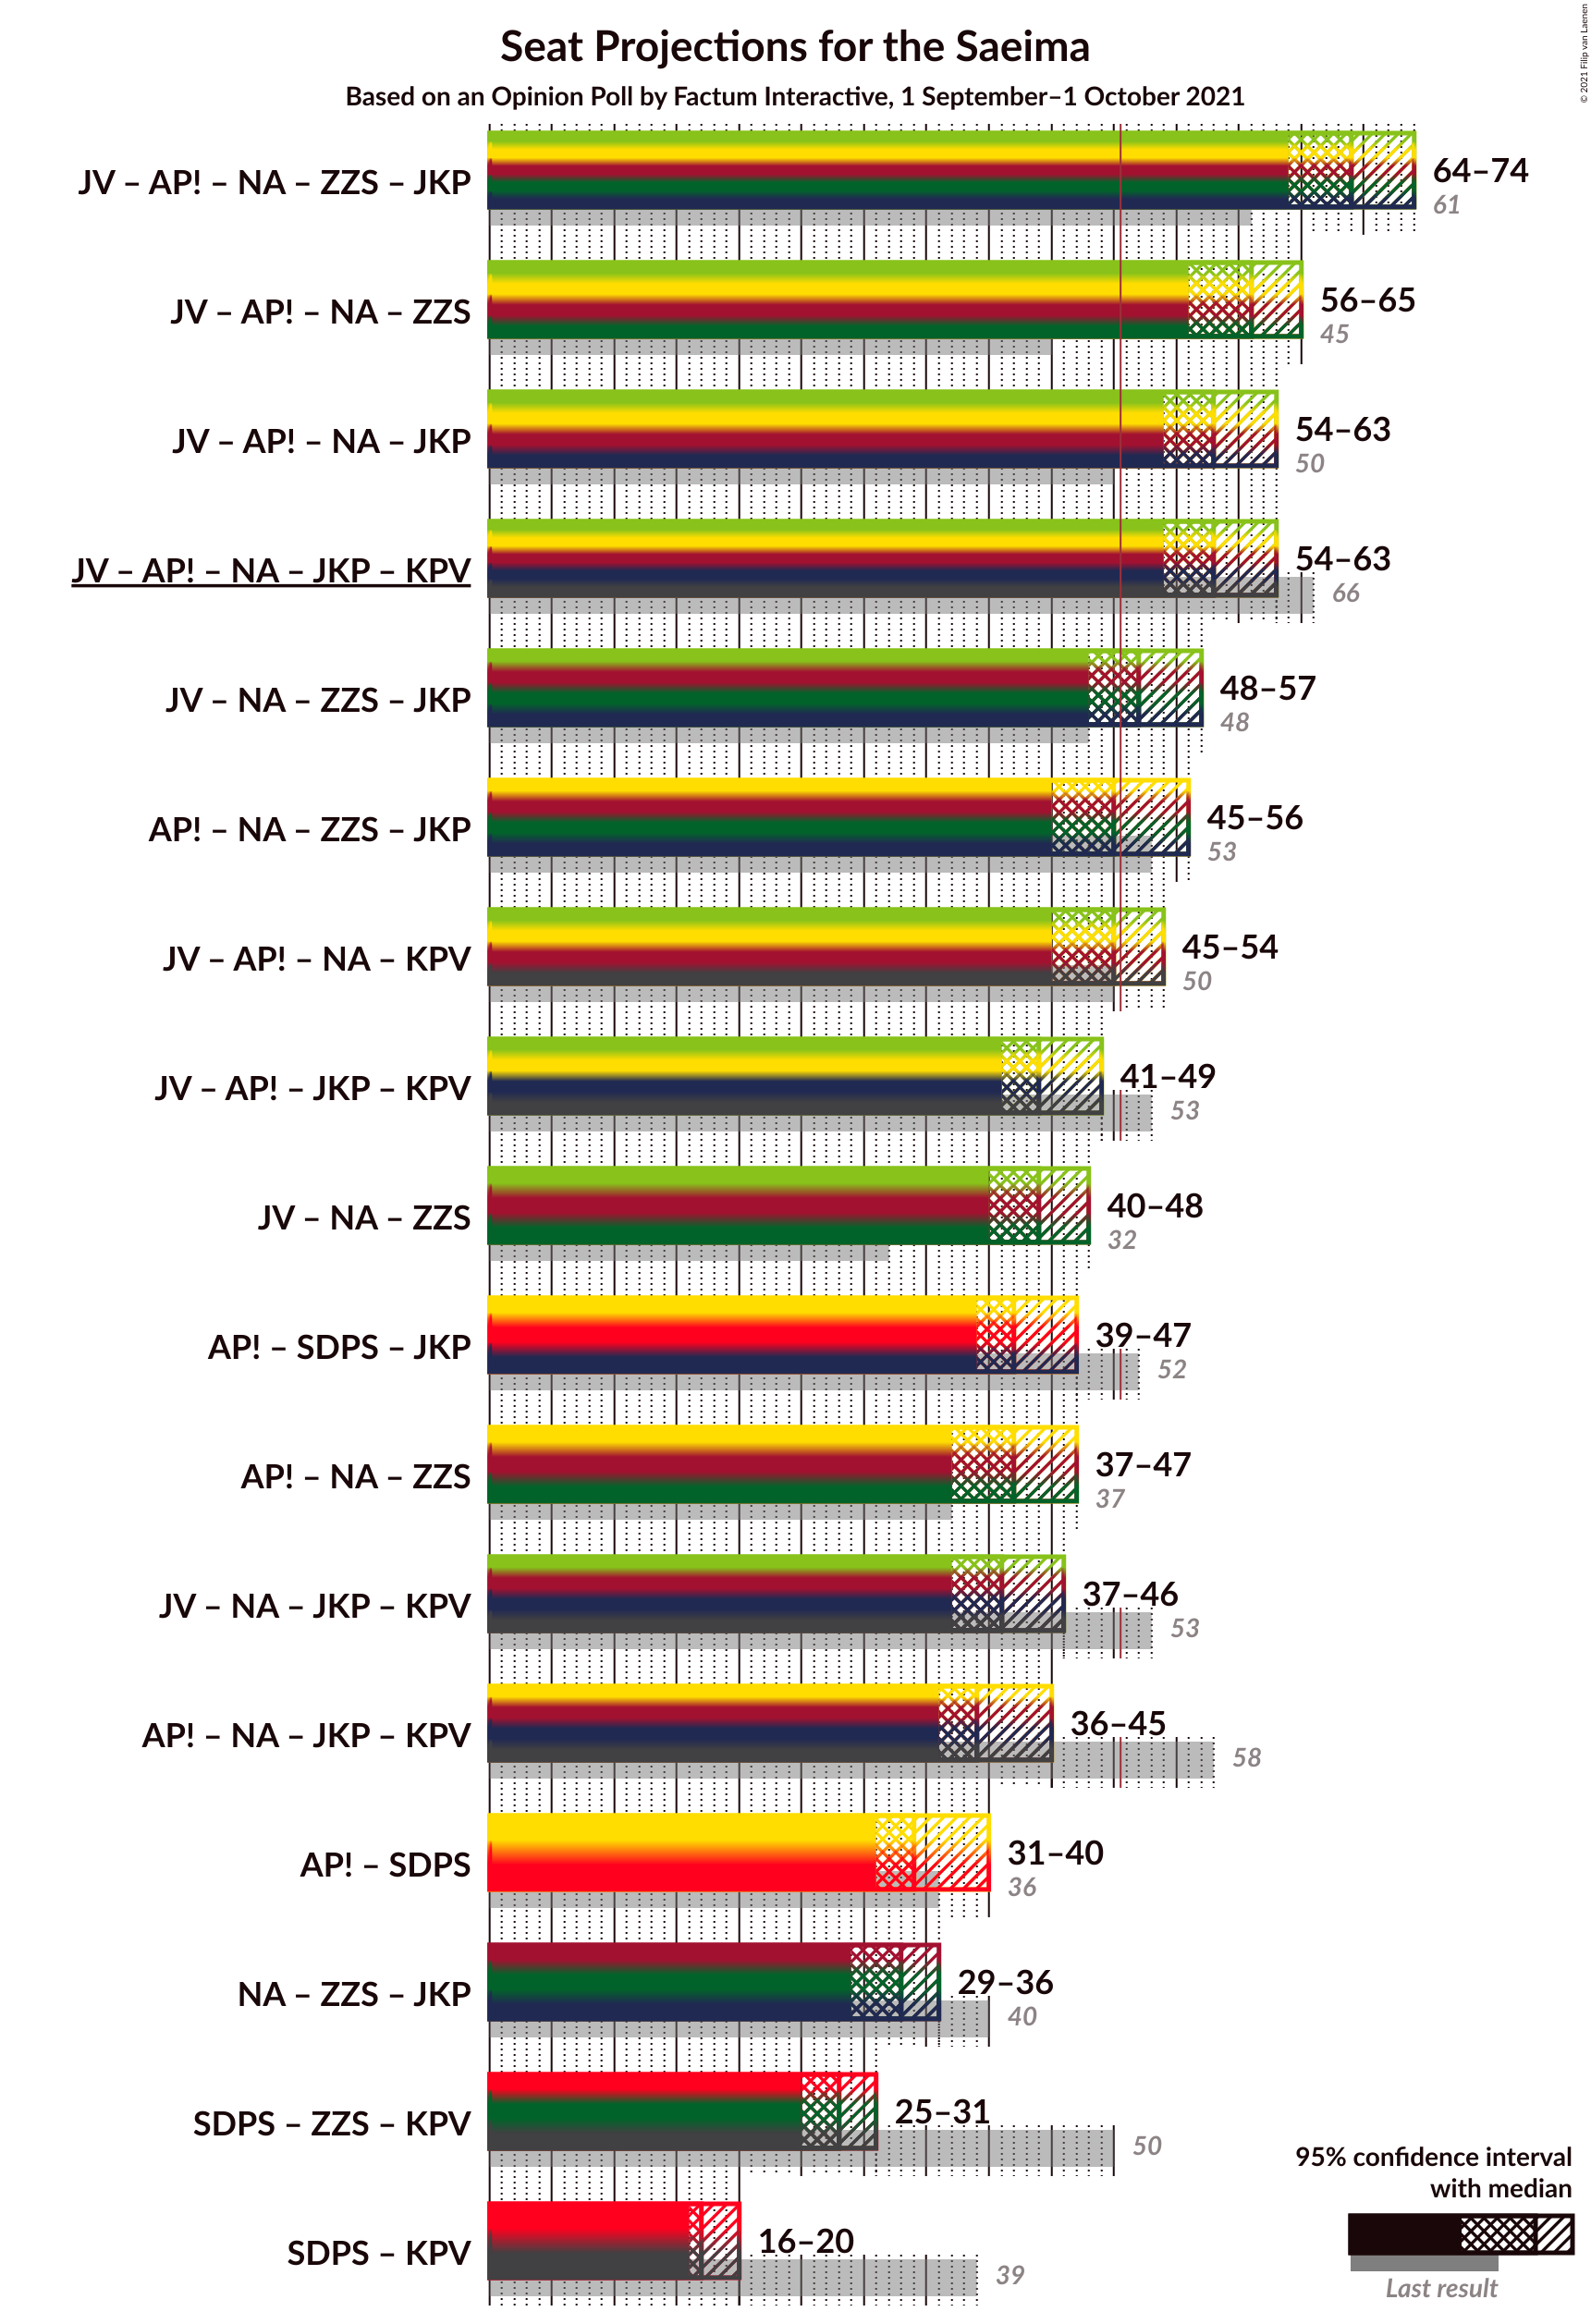 © 2021 Filip van Laenen
Seat Projections for the Saeima
Based on an Opinion Poll by Factum Interactive, 1 September–1 October 2021
JV – AP! – NA – ZZS – JKP
64–74
61
JV – AP! – NA – ZZS
56–65
45
JV – AP! – NA – JKP
54–63
50
JV – AP! – NA – JKP – KPV
54–63
66
JV – NA – ZZS – JKP
48–57
48
AP! – NA – ZZS – JKP
45–56
53
JV – AP! – NA – KPV
45–54
50
JV – AP! – JKP – KPV
41–49
53
JV – NA – ZZS
40–48
32
AP! – SDPS – JKP
39–47
52
AP! – NA – ZZS
37–47
37
JV – NA – JKP – KPV
37–46
53
AP! – NA – JKP – KPV
36–45
58
AP! – SDPS
31–40
36
NA – ZZS – JKP
29–36
40
SDPS – ZZS – KPV
25–31
50
SDPS – KPV
16–20
39
95% confidence interval
with median
Last result